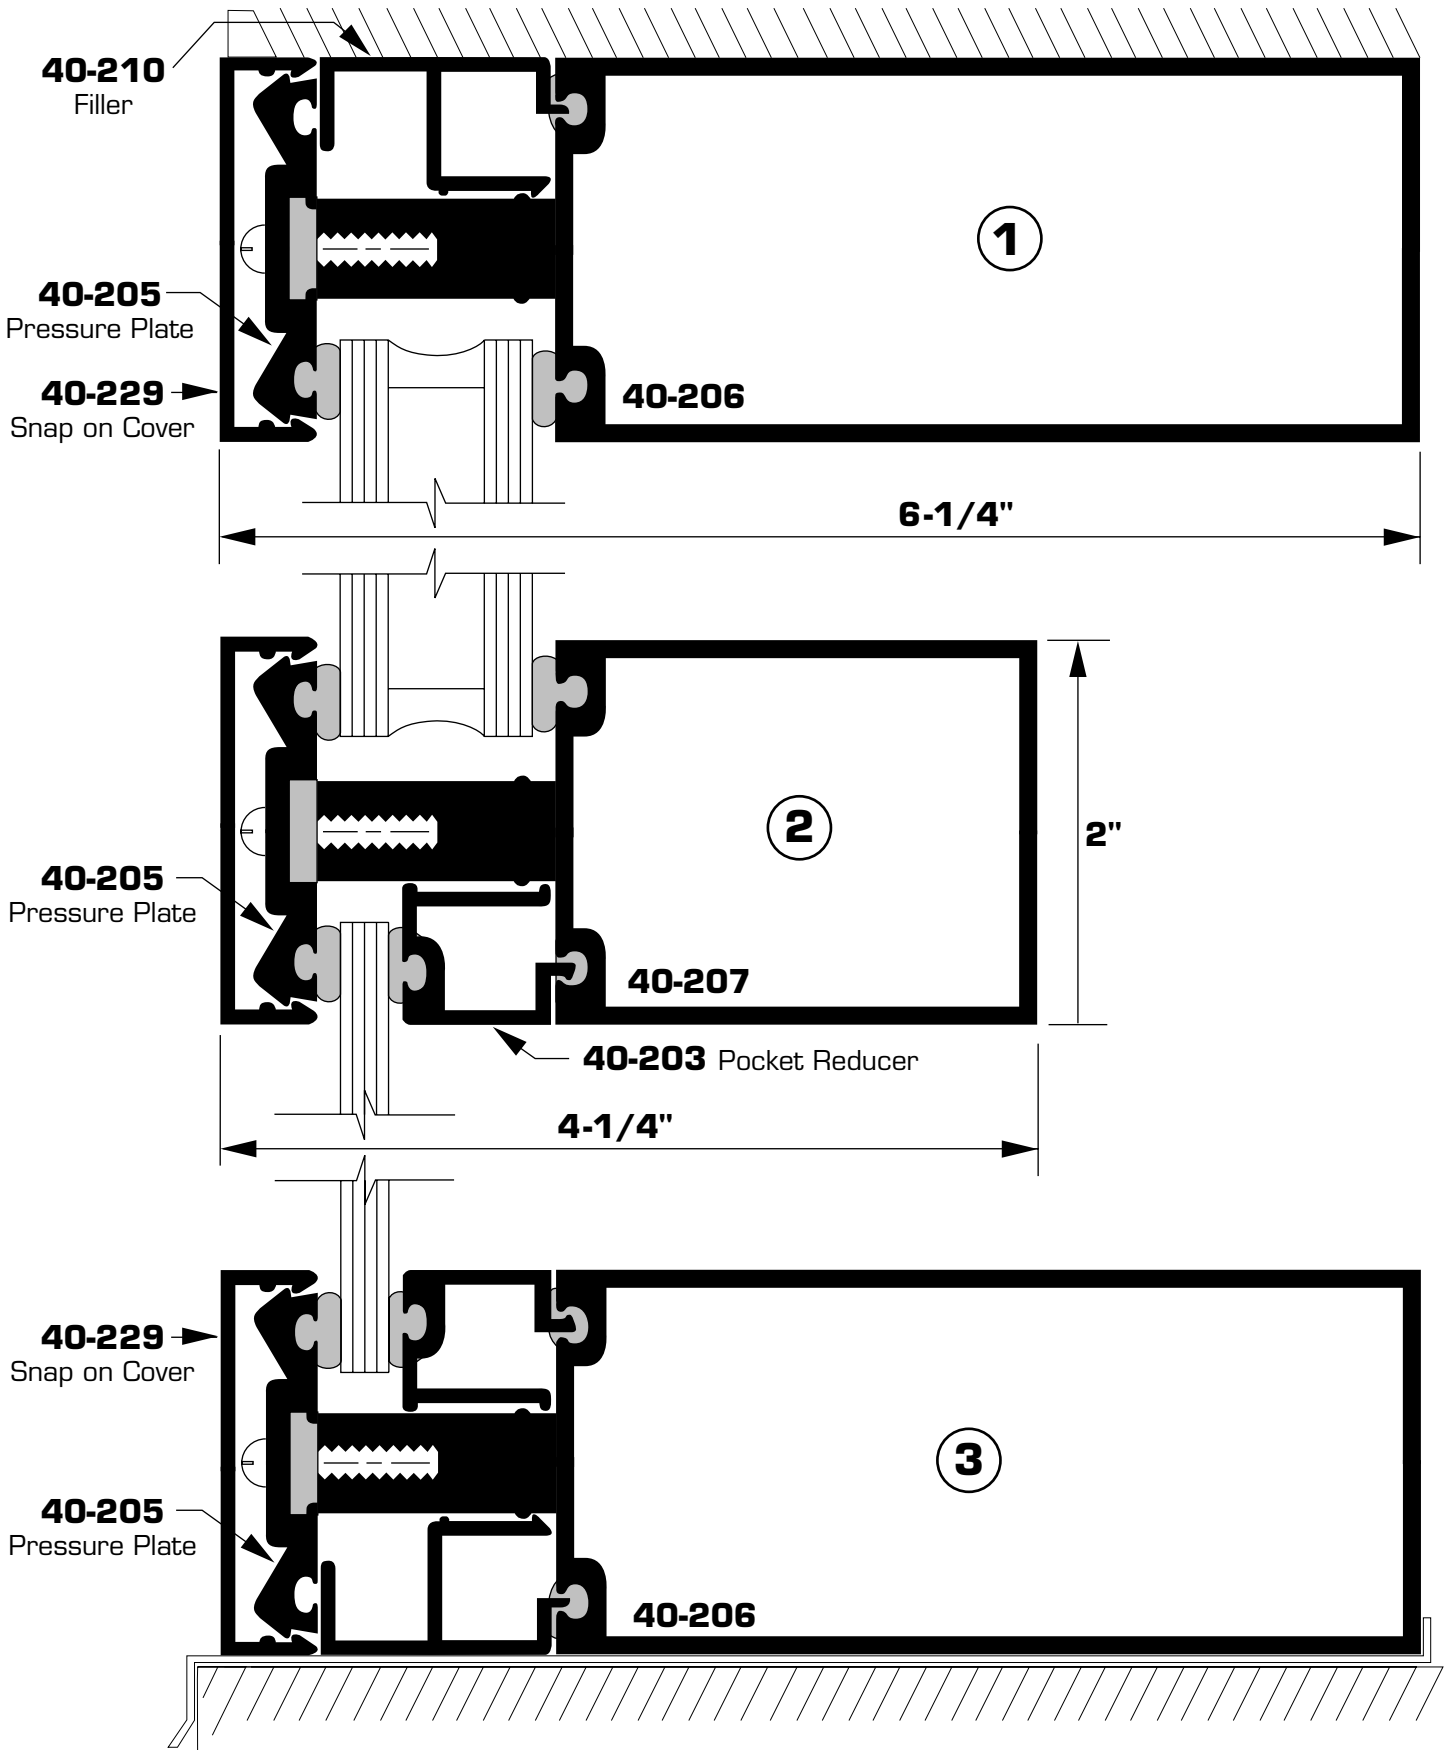 40-210
Filler
1
40-205
Pressure Plate
40-229
Snap on Cover
40-206
6-1/4"
2
2"
40-205
Pressure Plate
40-207
40-203 Pocket Reducer
4-1/4"
40-229
Snap on Cover
3
40-205
Pressure Plate
40-206